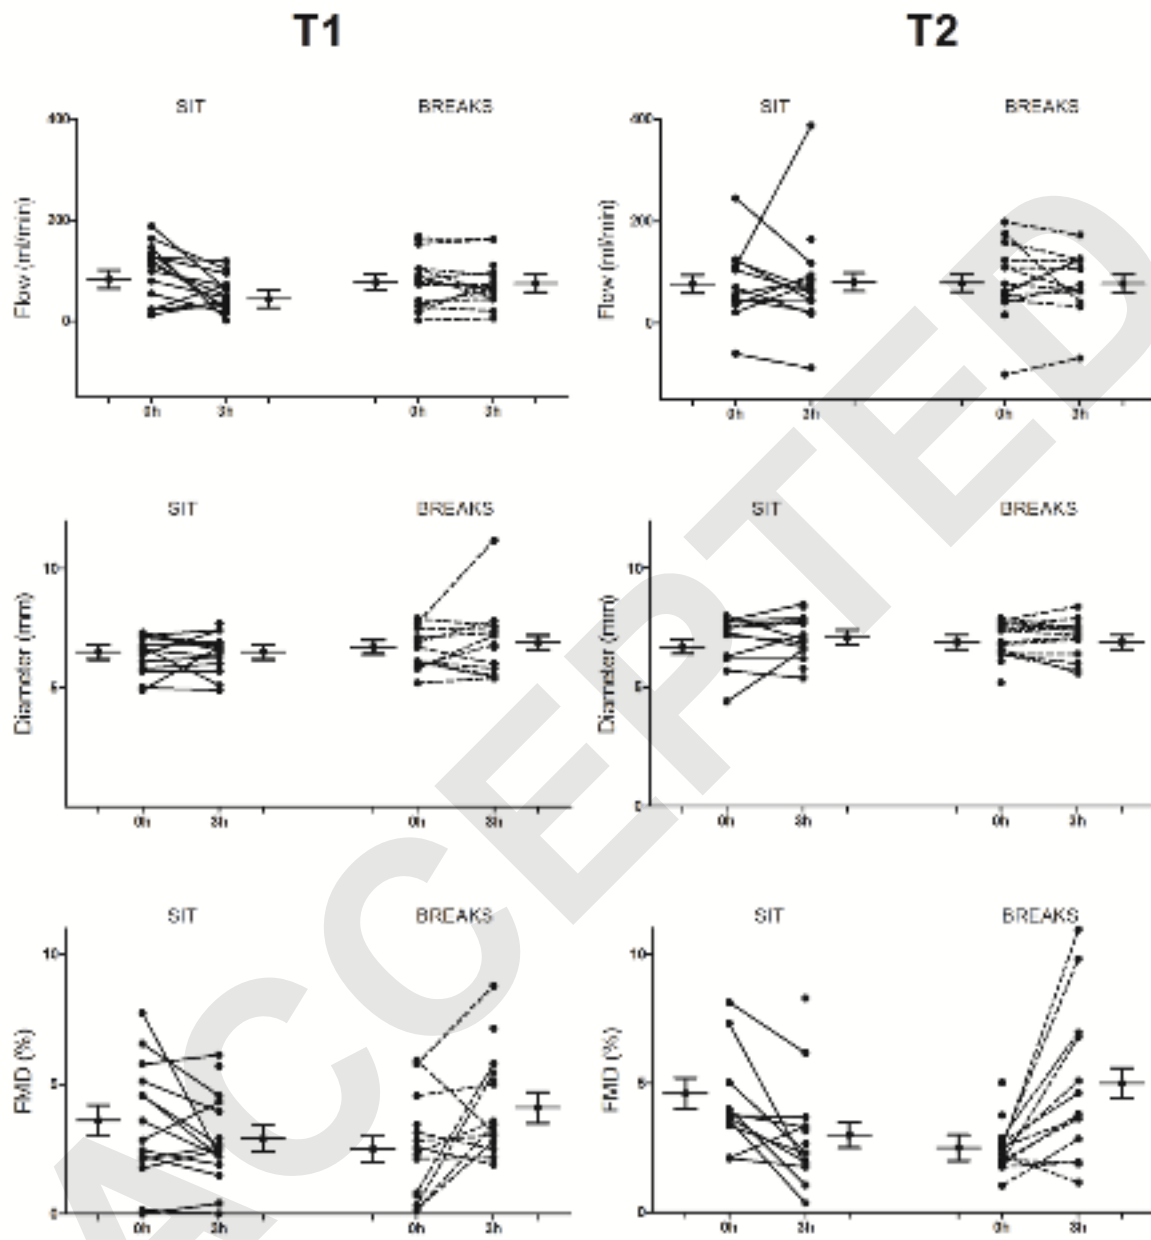 T1 T2
SIT BREAKS SIT BREAKS
400 400
Flow (ml/min) Flow (ml/min)
200 200
0 0
0h 3h 0h 3h 0h 3h 0h 3h
SIT BREAKS SIT BREAKS
10 10
Diameter (mm) Diameter (mm)
5 5
0
0h 3h 0h 3h 0h 3h 0h 3h
SIT BREAKS SIT BREAKS
10 10
FMD (%) FMD (%)
5 5
0 0
0h 3h 0h 3h 0h 3h 0h 3h
ACCEPTED